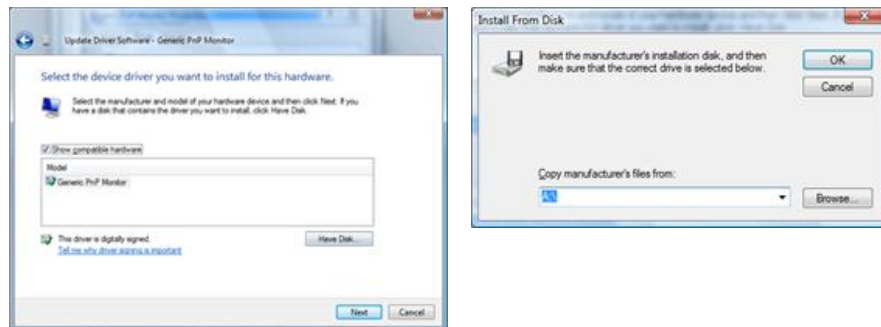 Update Driver Software - Generic PnP Monitor
Select the device driver you want to install for this hardware.
Select the manufacturer and model of your hardware device and then click Next. If you
have a disk that contains the driver you want to install, click Have Disk.
Show compatible hardware
Model
Generic PnP Monitor
This driver is digitally signed.
Have Disk...
Tell me why driver signing is important
Next
Cancel
Install From Disk
Insert the manufacturer's installation disk, and then
make sure that the correct drive is selected below.
OK
Cancel
Copy manufacturer's files from:
A:\
Browse...